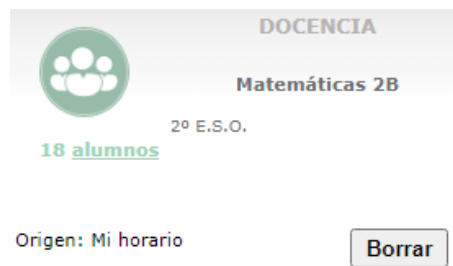 DOCENCIA
Matemáticas 2B
2º E.S.O.
18 alumnos
Origen: Mi horario
Borrar